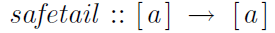 safetail :: [a] → [a]